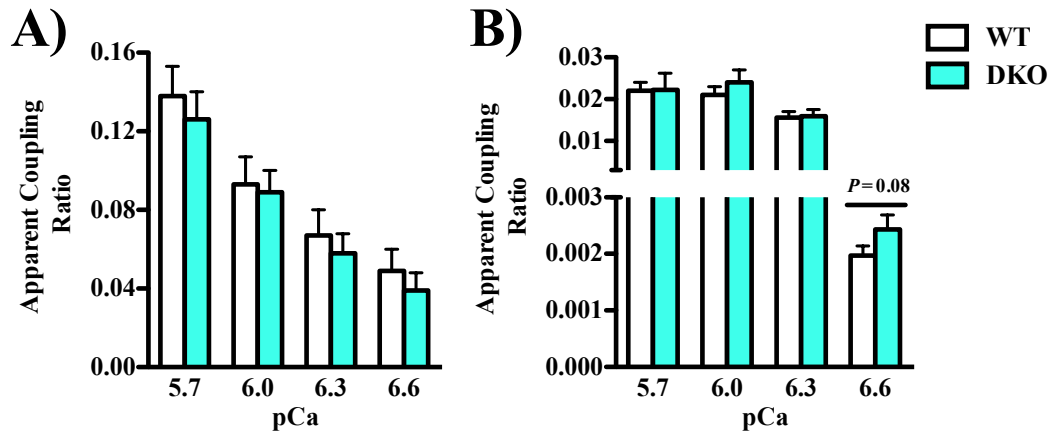 A)
Apparent Coupling
Ratio
0.16
0.12
0.08
0.04
0.00
5.7 6.0 6.3 6.6
pCa
B)
Apparent Coupling
Ratio
0.03
0.02
0.01
0.003
0.002
0.001
0.000
P = 0.08
5.7 6.0 6.3 6.6
pCa
WT
DKO